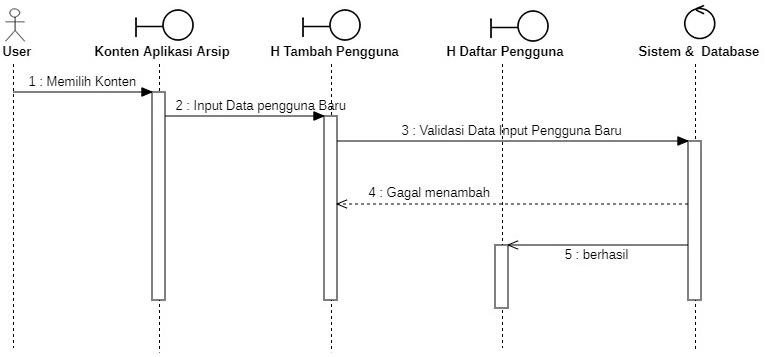 User
Konten Aplikasi Arsip
H Tambah Pengguna
H Daftar Pengguna
Sistem & Database
1 : Memilih Konten
2 : Input Data pengguna Baru
3 : Validasi Data Input Pengguna Baru
4 : Gagal menambah
5 : berhasil